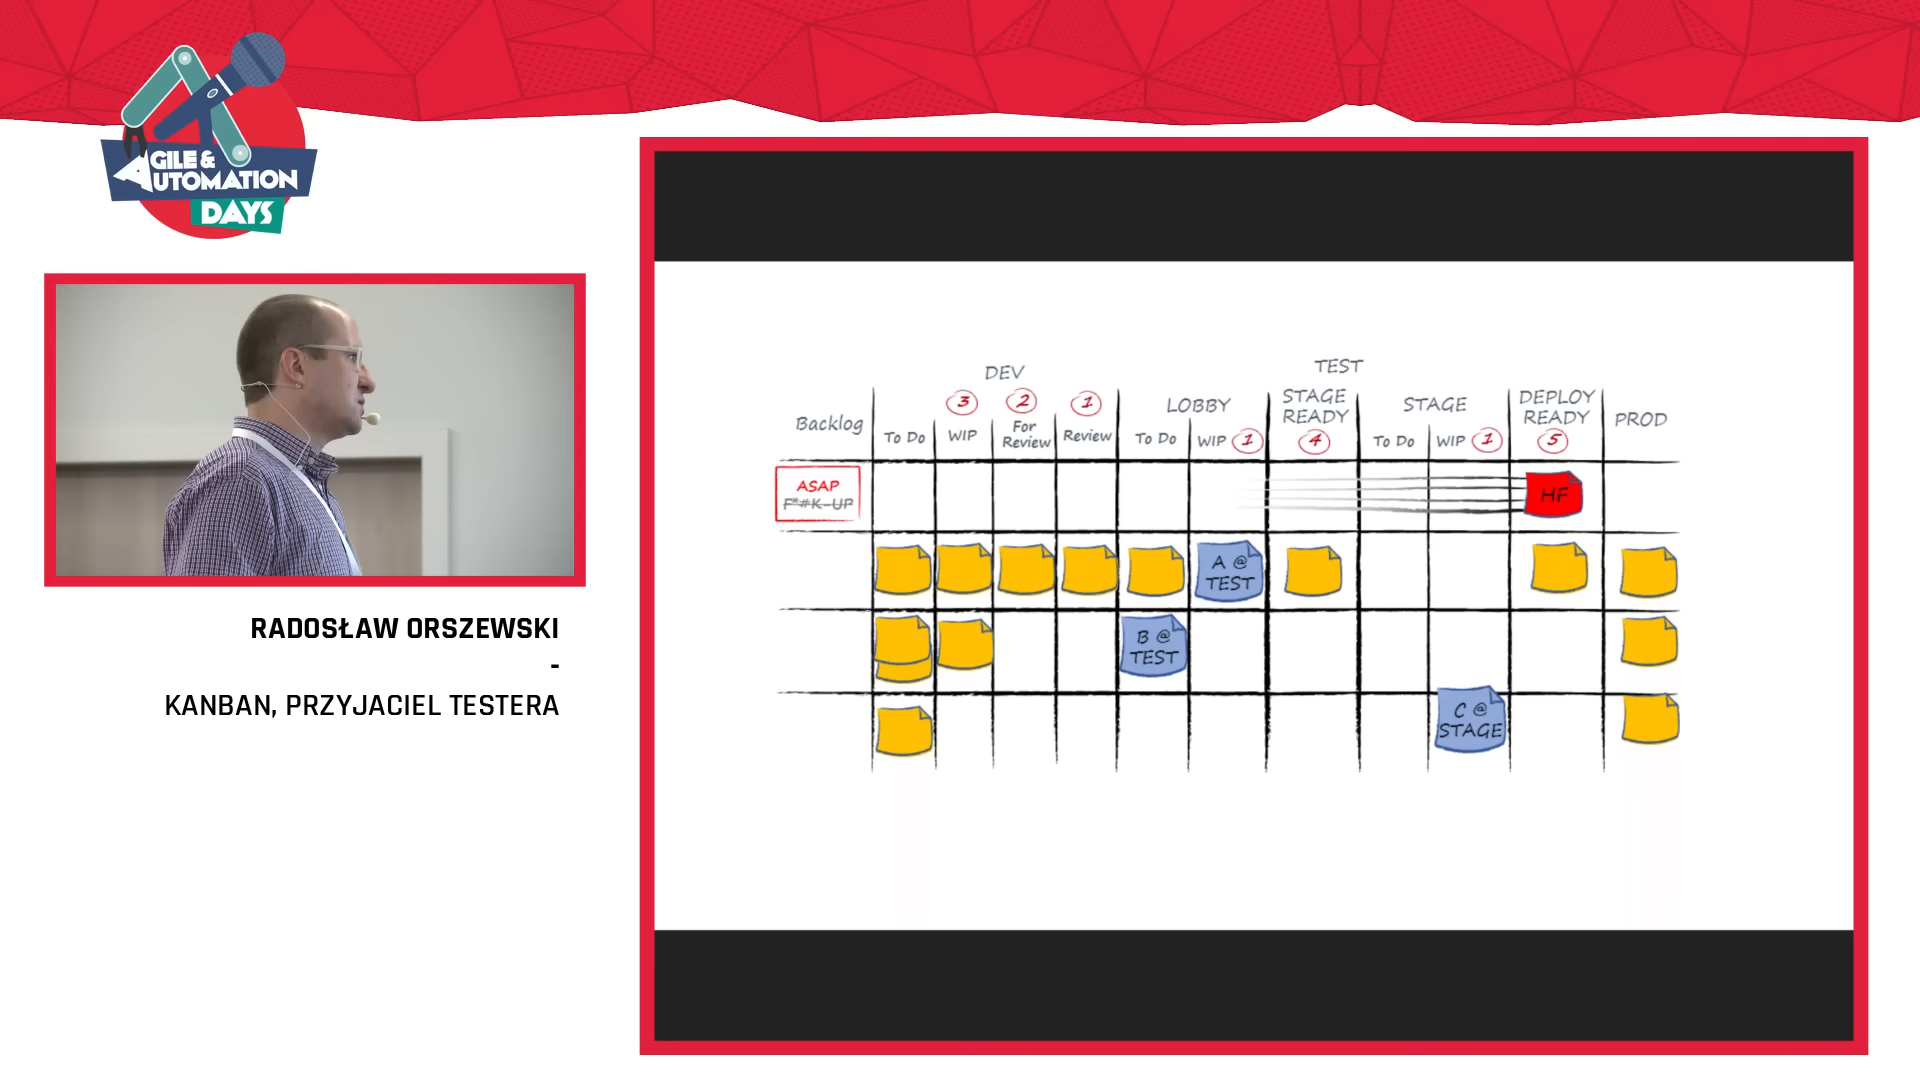 AGILE &
AUTOMATION
DAYS
RADOSŁAW ORSZEWSKI
-
KANBAN, PRZYJACIEL TESTERA
DEV
TEST
Backlog
3
2
1
LOBBY
STAGE
READY
STAGE
DEPLOY
READY
PROD
To Do
WIP
For
Review
Review
To Do
WIP 1
4
To Do
WIP 1
5
ASAP
F*#K-UP
HF
A @
TEST
B @
TEST
C @
STAGE